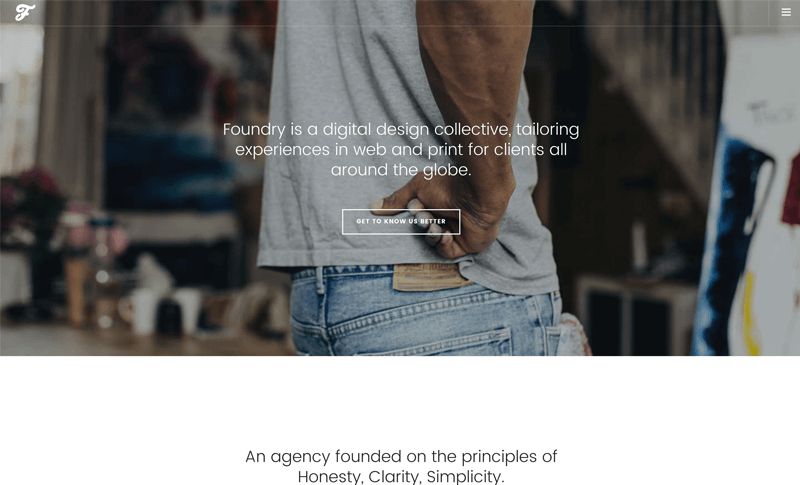 F
Foundry is a digital design collective, tailoring
experiences in web and print for clients all
around the globe.
GET TO KNOW US BETTER
An agency founded on the principles of
Honesty, Clarity, Simplicity.